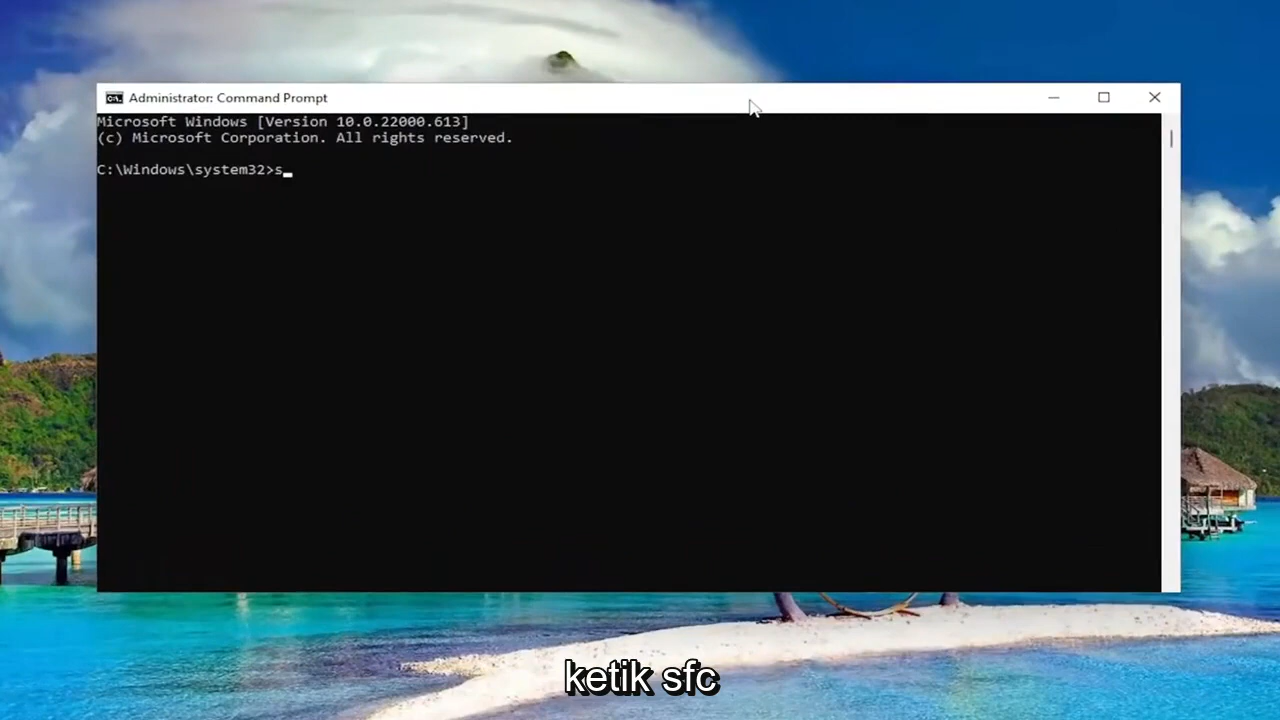 Administrator: Command Prompt
Microsoft Windows [Version 10.0.22000.613]
(c) Microsoft Corporation. All rights reserved.
C:\Windows\system32>s
ketik sfc